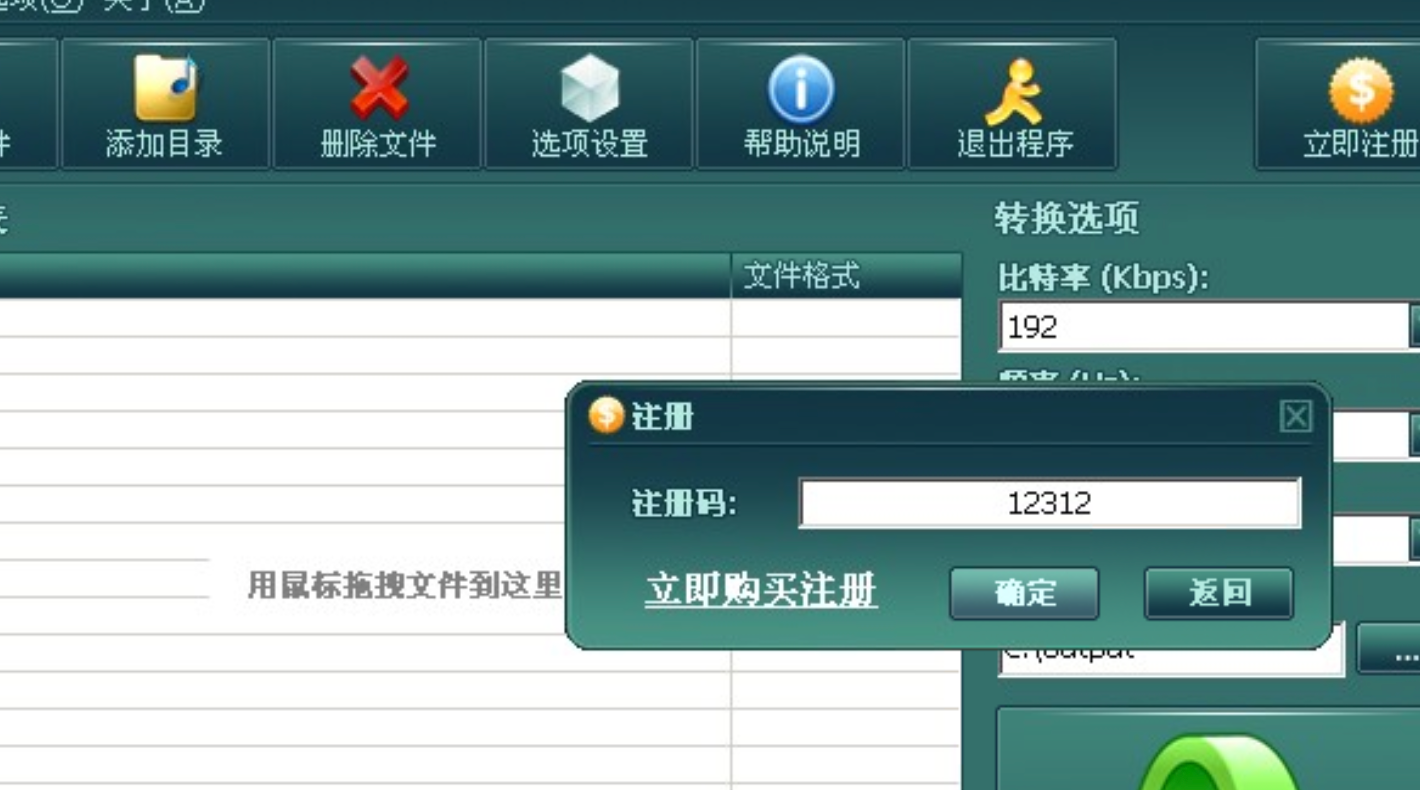 选项(O) 关于(A)
件
添加目录
删除文件
选项设置
帮助说明
退出程序
立即注册
表
转换选项
文件格式
比特率 (Kbps):
192
频率 (Hz):
注册
注册码:
12312
用鼠标拖拽文件到这里
立即购买注册
确定
返回
c:\output
...